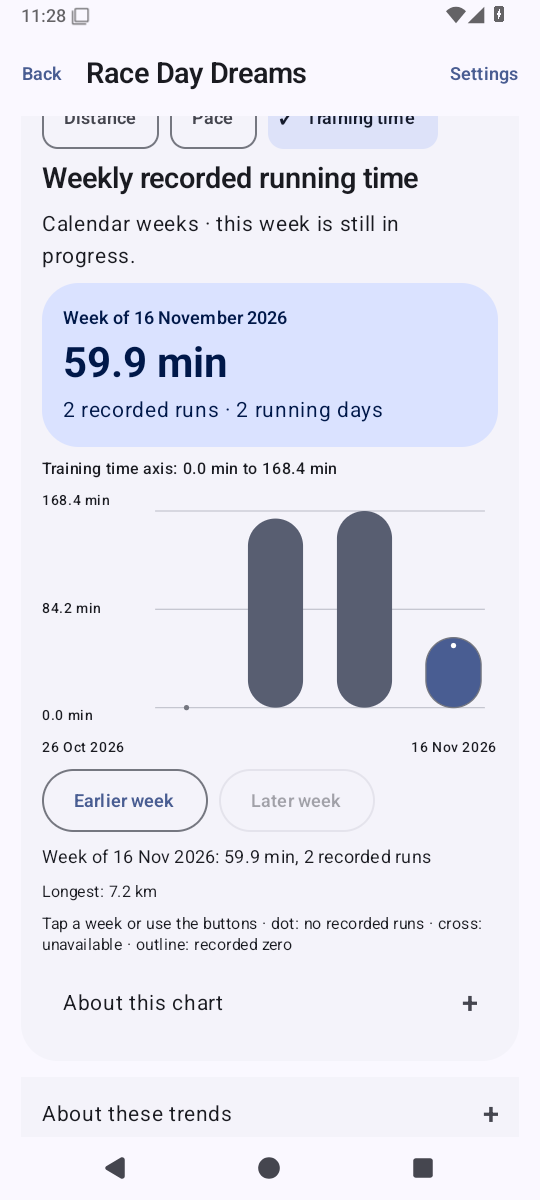 11:28
Back Race Day Dreams Settings
Distance Pace ✓ Training time
Weekly recorded running time
Calendar weeks · this week is still in
progress.
Week of 16 November 2026
59.9 min
2 recorded runs · 2 running days
Training time axis: 0.0 min to 168.4 min
168.4 min
84.2 min
0.0 min
26 Oct 2026 16 Nov 2026
Earlier week Later week
Week of 16 Nov 2026: 59.9 min, 2 recorded runs
Longest: 7.2 km
Tap a week or use the buttons · dot: no recorded runs · cross:
unavailable · outline: recorded zero
About this chart +
About these trends +